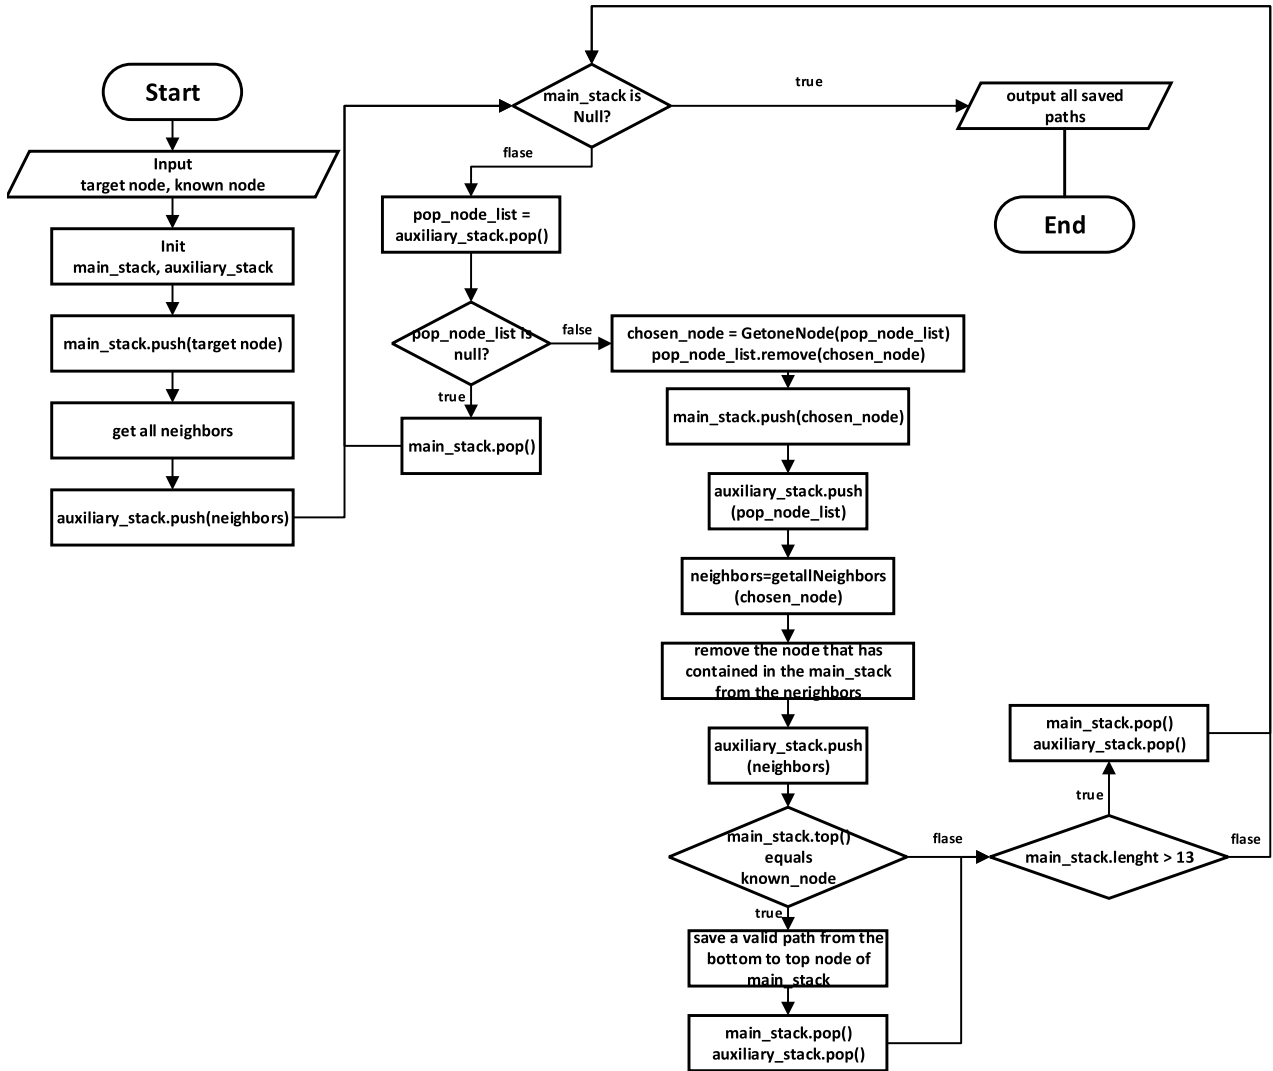 Start
Input
target node, known node
Init
main_stack, auxiliary_stack
main_stack.push(target node)
get all neighbors
auxiliary_stack.push(neighbors)
main_stack is
Null?
true
output all saved
paths
End
flase
pop_node_list =
auxiliary_stack.pop()
pop_node_list is
null?
false
true
main_stack.pop()
chosen_node = GetoneNode(pop_node_list)
pop_node_list.remove(chosen_node)
main_stack.push(chosen_node)
auxiliary_stack.push
(pop_node_list)
neighbors=getallNeighbors
(chosen_node)
remove the node that has
contained in the main_stack
from the nerighbors
auxiliary_stack.push
(neighbors)
main_stack.top()
equals
known_node
flase
true
save a valid path from the
bottom to top node of
main_stack
main_stack.pop()
auxiliary_stack.pop()
main_stack.lenght > 13
true
flase
main_stack.pop()
auxiliary_stack.pop()